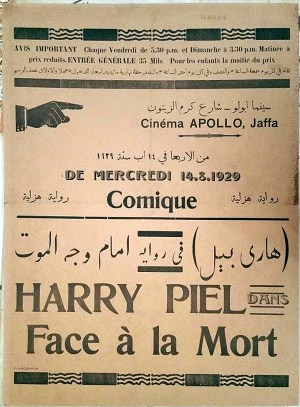 AVIS IMPORTANT Chaque Vendredi de 5,30 p.m. et Dimanche à 3,30 p.m. Matinée à
prix reduits. ENTRÉE GÉNÉRALE 35 Mils Pour les enfants la moitié du prix
سينما ابولو - شارع كرم الزيتون
Cinéma APOLLO, Jaffa
من الاربعا في ١٤ اب سنة ١٩٢٩
DE MERCREDI 14.8.1929
رواية هزلية Comique رواية هزلية
(هاري بيل) في رواية امام وجه الموت
HARRY PIEL DANS
Face à la Mort